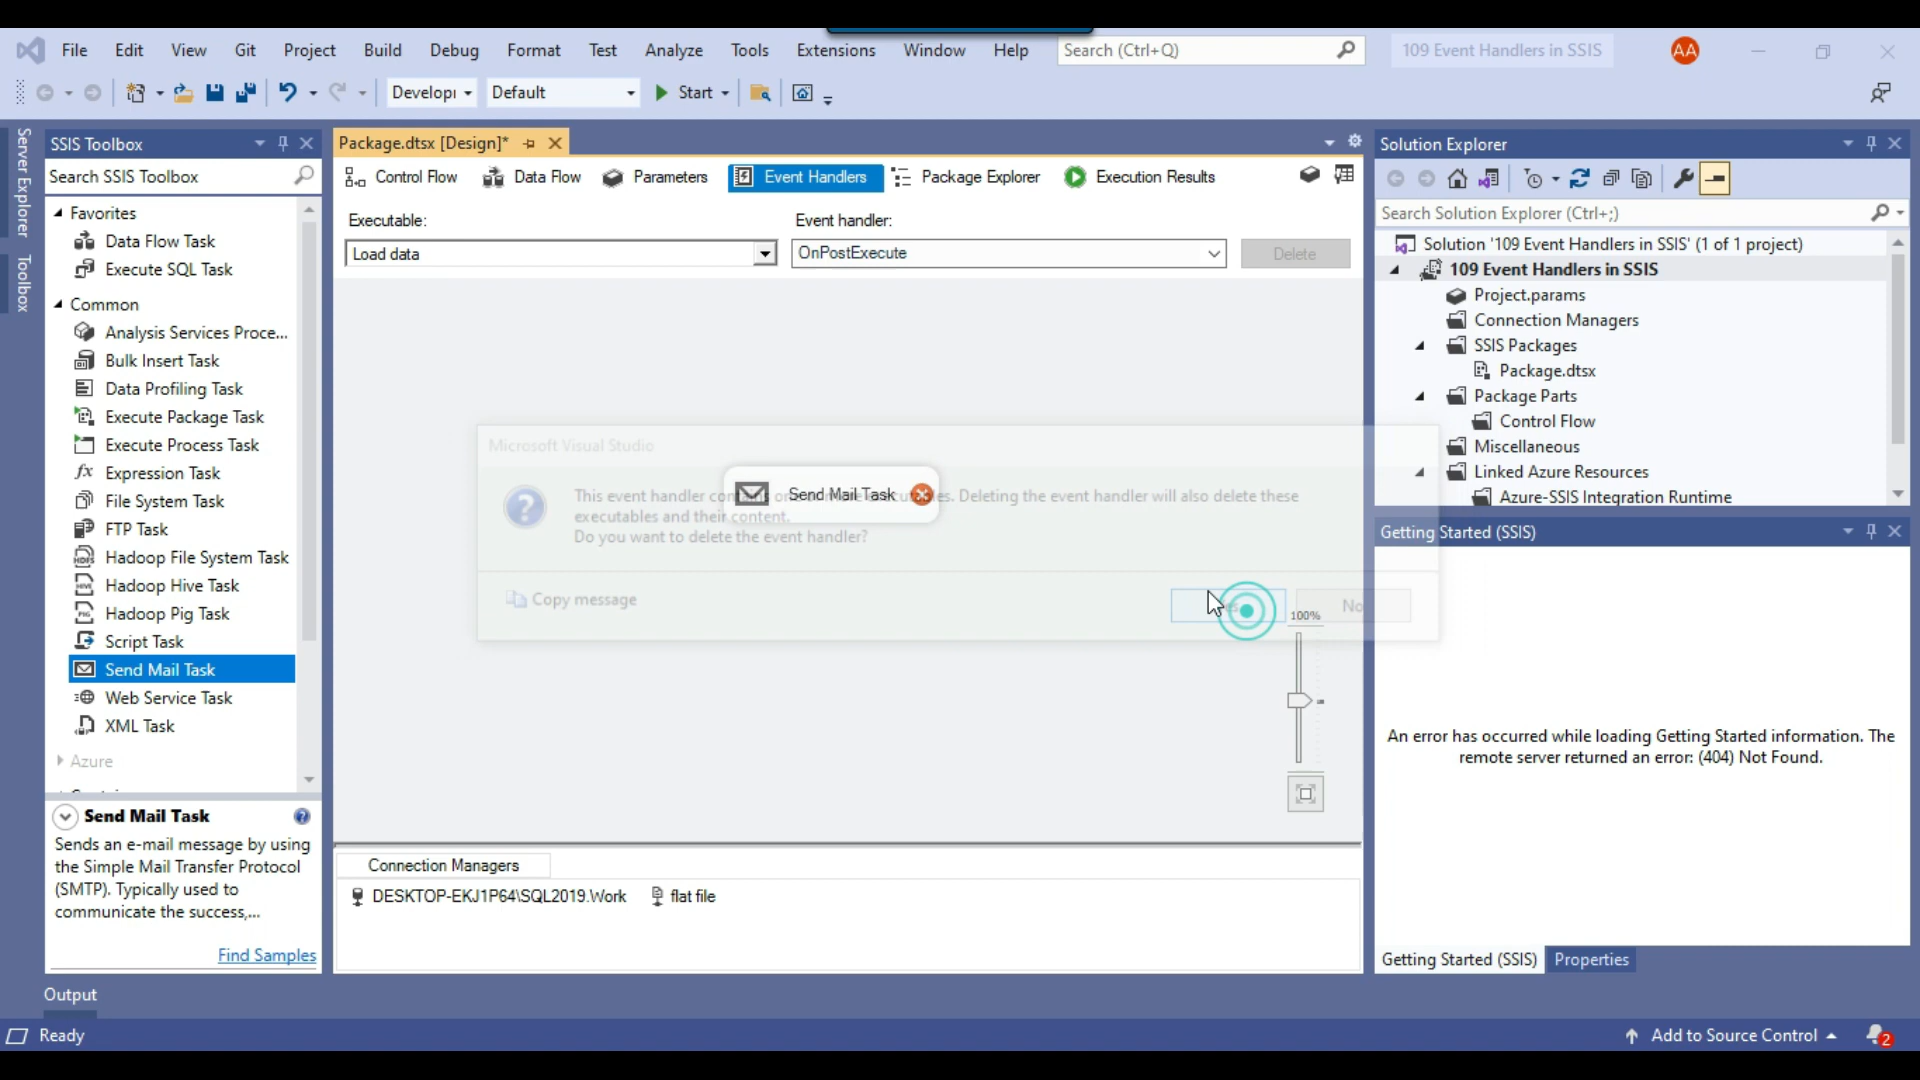 File Edit View Git Project Build Debug Format Test Analyze Tools Extensions Window Help Search (Ctrl+Q) 109 Event Handlers in SSIS AA
Developi Default Start
Server Explorer
Toolbox
SSIS Toolbox
Search SSIS Toolbox
Favorites
Data Flow Task
Execute SQL Task
Common
Analysis Services Proce...
Bulk Insert Task
Data Profiling Task
Execute Package Task
Execute Process Task
Expression Task
File System Task
FTP Task
Hadoop File System Task
Hadoop Hive Task
Hadoop Pig Task
Script Task
Send Mail Task
Web Service Task
XML Task
Azure
Send Mail Task
Sends an e-mail message by using
the Simple Mail Transfer Protocol
(SMTP). Typically used to
communicate the success,...
Find Samples
Package.dtsx [Design]*
Control Flow Data Flow Parameters Event Handlers Package Explorer Execution Results
Executable: Event handler:
Load data OnPostExecute Delete
Microsoft Visual Studio
Send Mail Task
This event handler contains executables. Deleting the event handler will also delete these
executables and their content.
Do you want to delete the event handler?
Copy message
No
100%
Connection Managers
DESKTOP-EKJ1P64\SQL2019.Work flat file
Solution Explorer
Search Solution Explorer (Ctrl+;)
Solution '109 Event Handlers in SSIS' (1 of 1 project)
109 Event Handlers in SSIS
Project.params
Connection Managers
SSIS Packages
Package.dtsx
Package Parts
Control Flow
Miscellaneous
Linked Azure Resources
Azure-SSIS Integration Runtime
Getting Started (SSIS)
An error has occurred while loading Getting Started information. The
remote server returned an error: (404) Not Found.
Getting Started (SSIS) Properties
Output
Ready
Add to Source Control 2